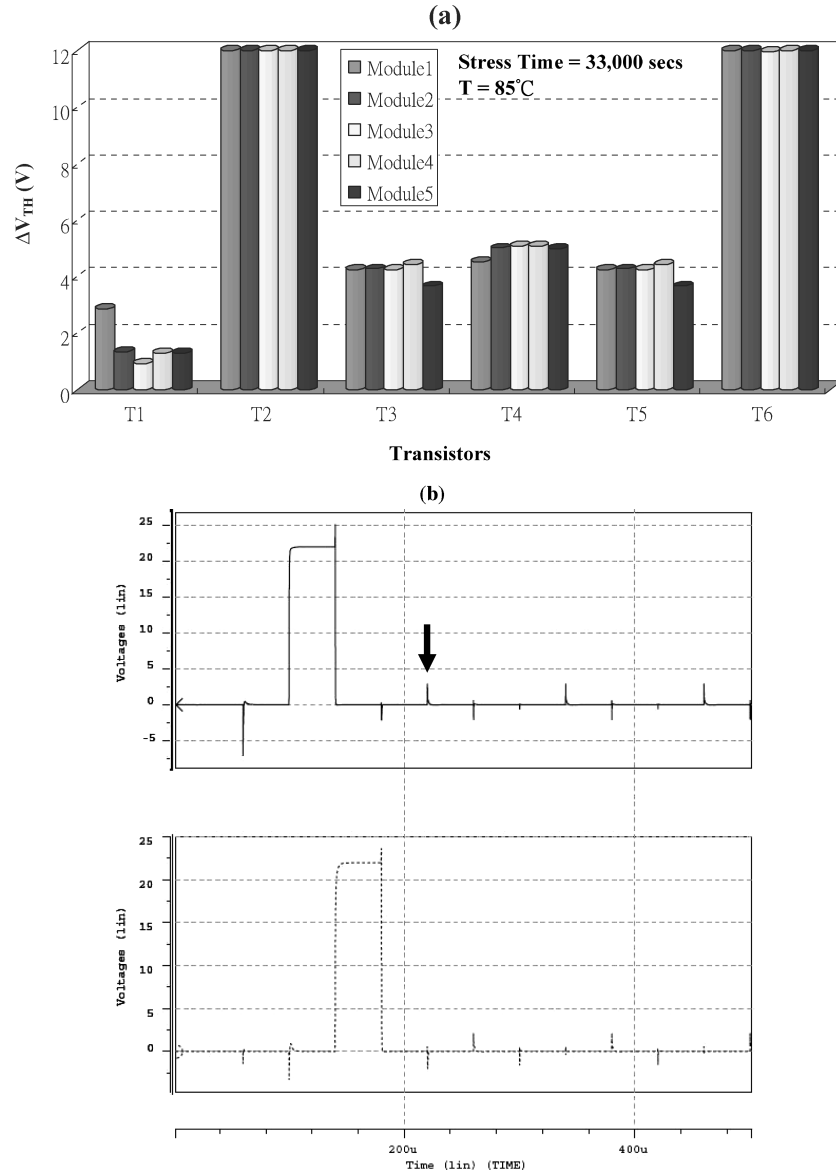 (a)
12
10
8
6
4
2
0
ΔV_TH (V)
Module1
Module2
Module3
Module4
Module5
Stress Time = 33,000 secs
T = 85℃
T1 T2 T3 T4 T5 T6
Transistors
(b)
25
20
15
10
5
0
-5
Voltages (lin)
25
20
15
10
5
0
Voltages (lin)
200u 400u
Time (lin) (TIME)